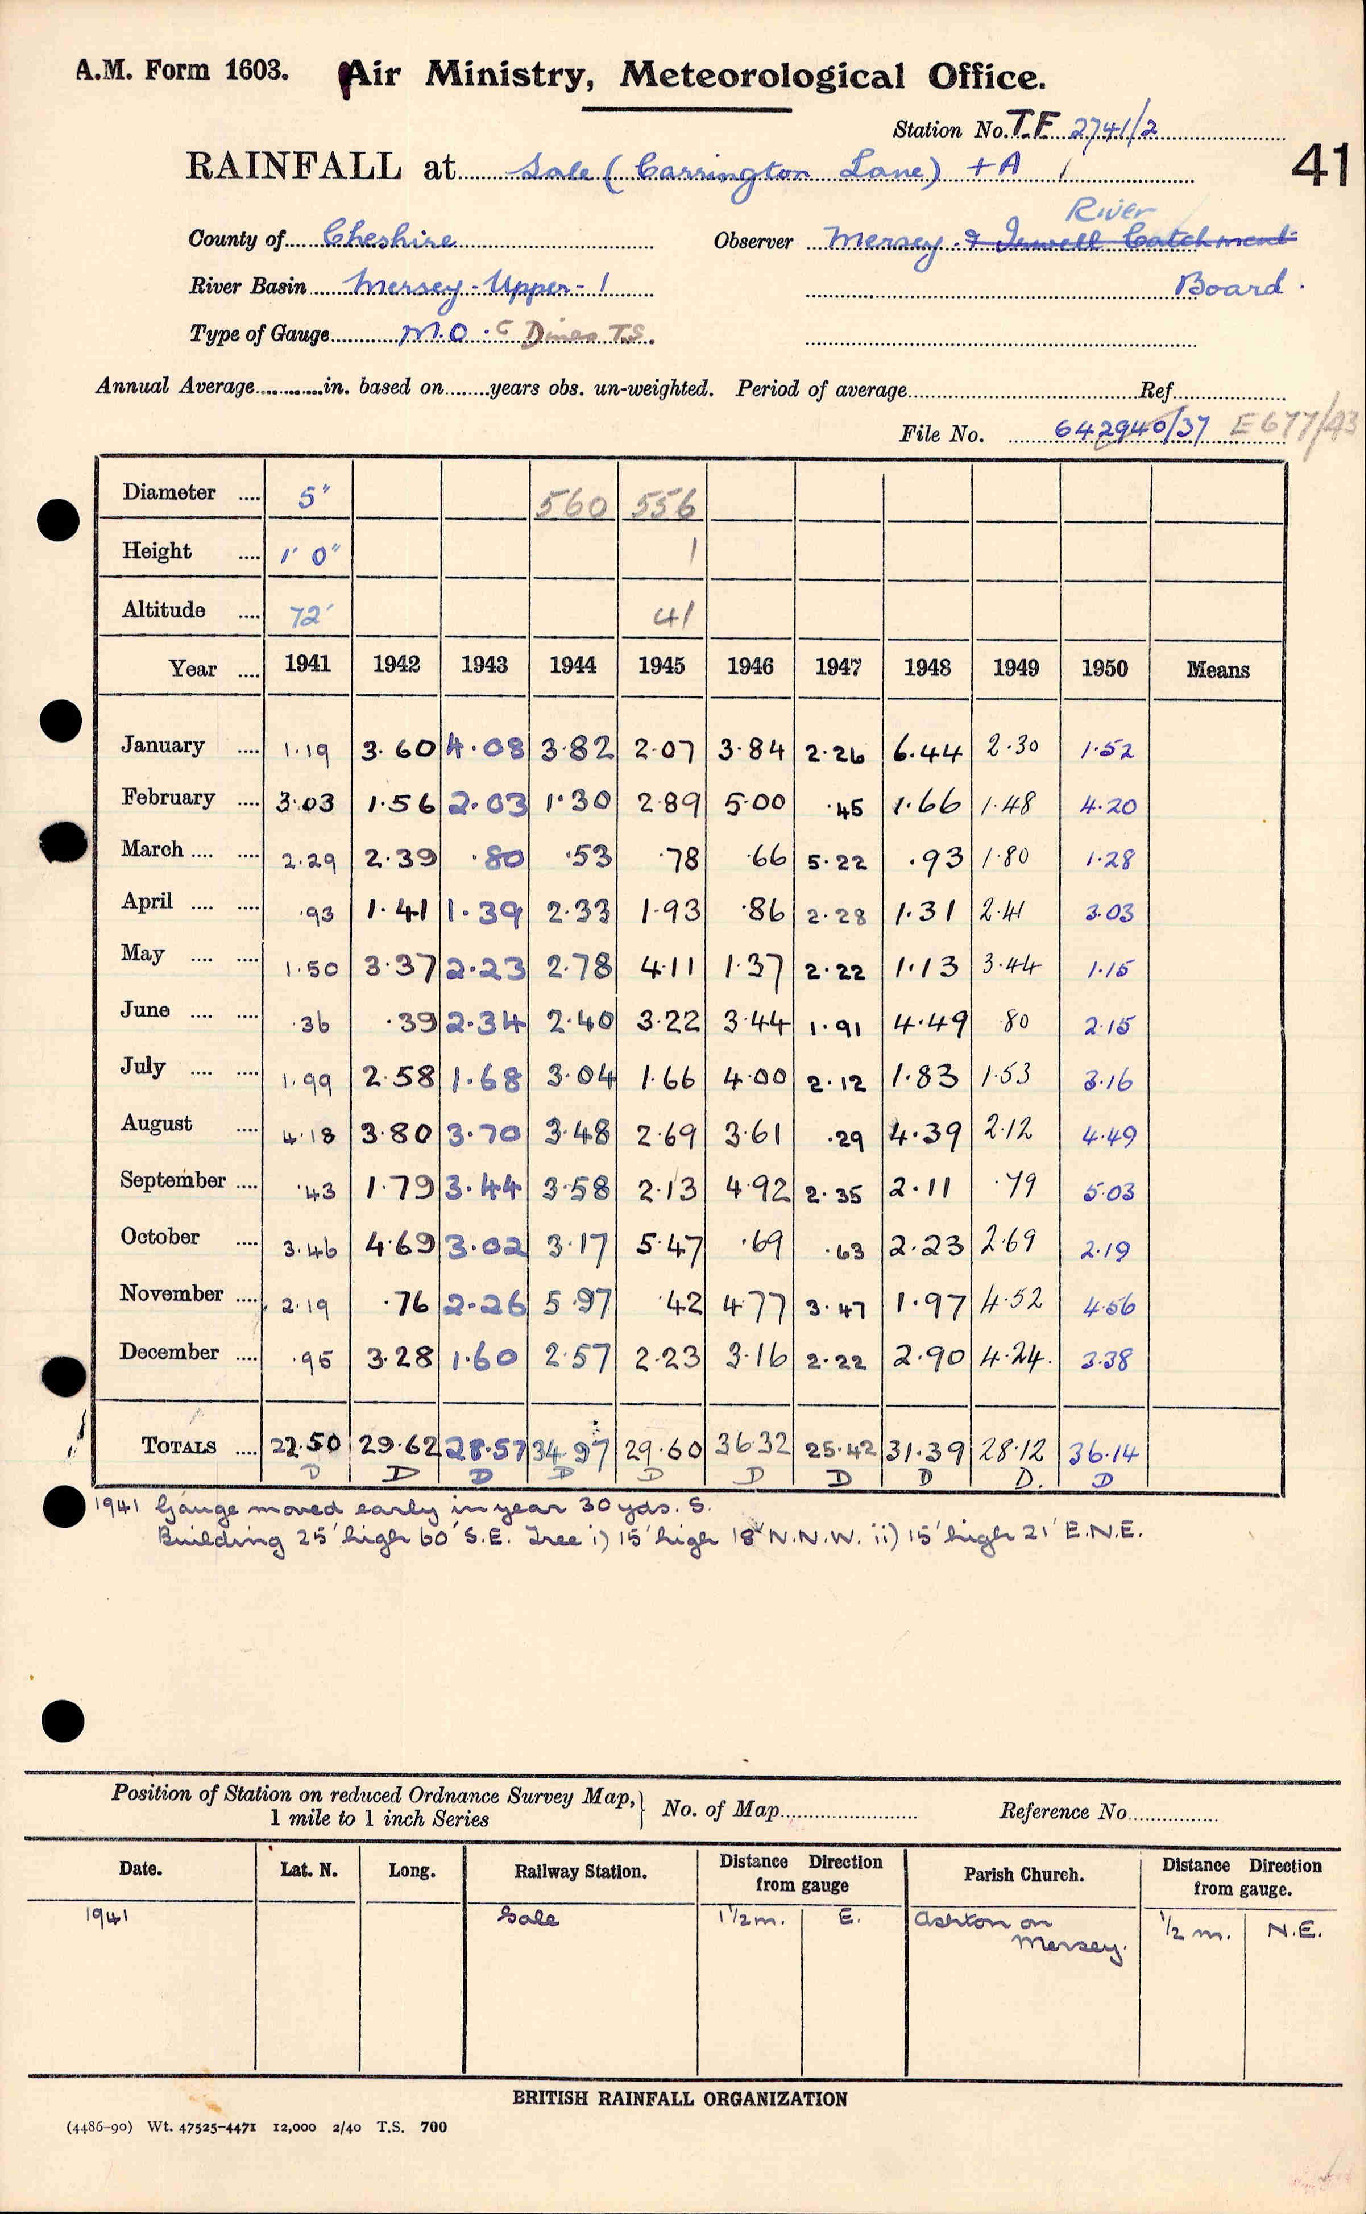 A.M. Form 1603. Air Ministry, Meteorological Office.
Station No. T.F 2741/2
41
RAINFALL at Sale (Carrington Lane) +A 1
River
County of Cheshire Observer Mersey & Irwell Catchment
River Basin Mersey - Upper - 1 Board.
Type of Gauge M.O. C Dines T.S.
Annual Average in. based on years obs. un-weighted. Period of average Ref
File No. 642940/37 E677/43
Diameter .... 5" 560 556
Height .... 1' 0" 1
Altitude .... 72' 41
Year .... 1941 1942 1943 1944 1945 1946 1947 1948 1949 1950 Means
January .... 1.19 3.60 4.08 3.82 2.07 3.84 2.26 6.44 2.30 1.52
February .... 3.03 1.56 2.03 1.30 2.89 5.00 .45 1.66 1.48 4.20
March .... .... 2.29 2.39 .80 .53 .78 .66 5.22 .93 1.80 1.28
April .... .... .93 1.41 1.39 2.33 1.93 .86 2.28 1.31 2.41 3.03
May .... .... 1.50 3.37 2.23 2.78 4.11 1.37 2.22 1.13 3.44 1.15
June .... .... .36 .39 2.34 2.40 3.22 3.44 1.91 4.49 80 2.15
July .... .... 1.99 2.58 1.68 3.04 1.66 4.00 2.12 1.83 1.53 3.16
August .... 4.18 3.80 3.70 3.48 2.69 3.61 .29 4.39 2.12 4.49
September .... .43 1.79 3.44 3.58 2.13 4.92 2.35 2.11 .79 5.03
October .... 3.46 4.69 3.02 3.17 5.47 .69 .63 2.23 2.69 2.19
November .... 2.19 .76 2.26 5.97 .42 4.77 3.47 1.97 4.52 4.56
December .... .95 3.28 1.60 2.57 2.23 3.16 2.22 2.90 4.24. 3.38
TOTALS .... 22.50 29.62 28.57 34.97 29.60 36.32 25.42 31.39 28.12 36.14
D D D D D D D D D. D
1941 Gauge moved early in year 30 yds. S.
Building 25' high 60' S.E. Tree i) 15' high 18' N.N.W. ii) 15' high 21' E.N.E.
Position of Station on reduced Ordnance Survey Map, } No. of Map Reference No
1 mile to 1 inch Series
Date. Lat. N. Long. Railway Station. Distance Direction from gauge Parish Church. Distance Direction from gauge.
1941 Sale 1 1/2 m. E. Ashton on 1/2 m. N.E.
Mersey.
BRITISH RAINFALL ORGANIZATION
(4486-90) Wt. 47525-4471 12,000 2/40 T.S. 700